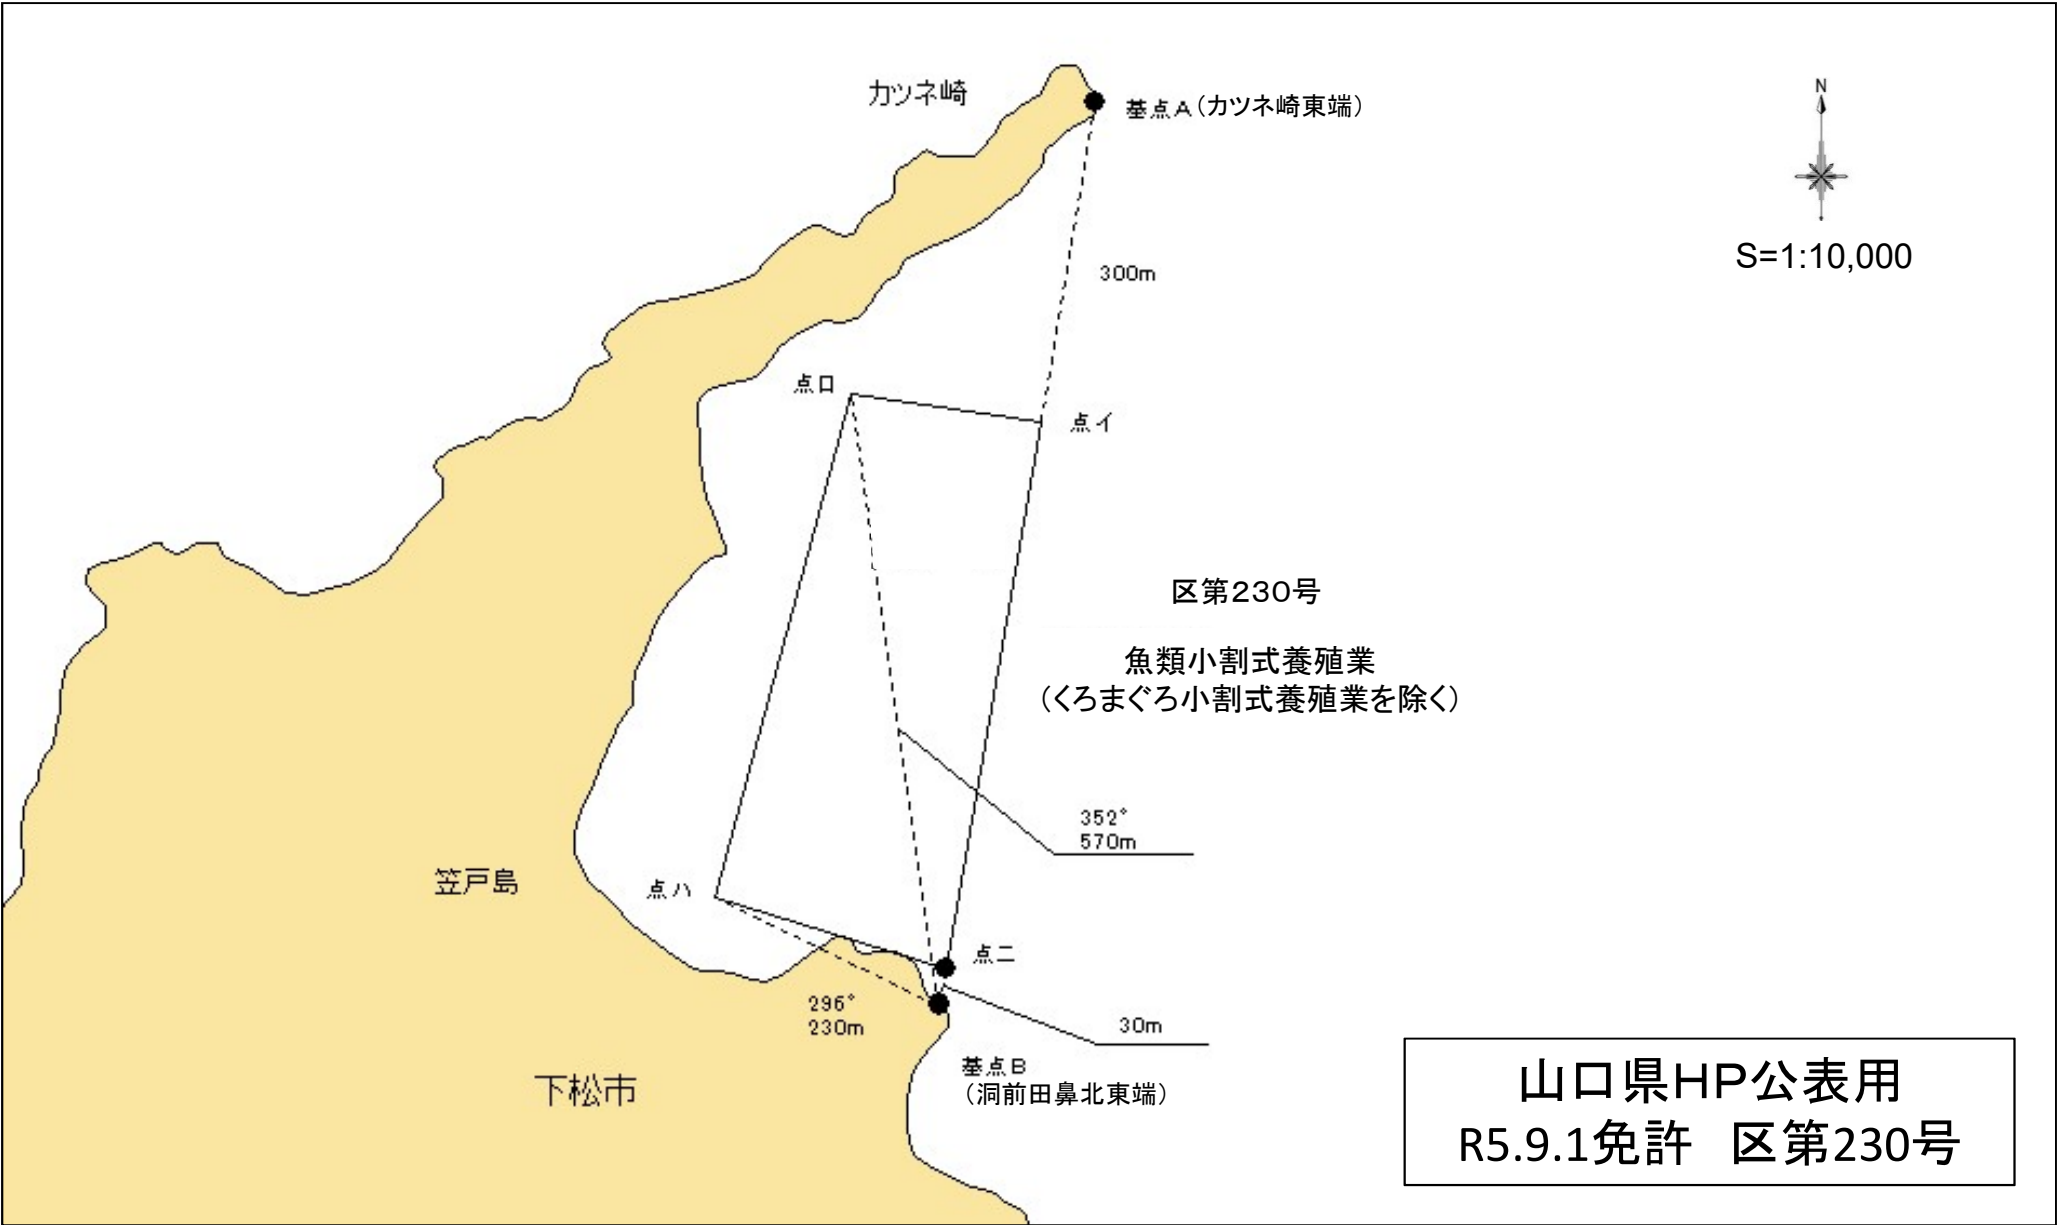 カツネ崎
基点A（カツネ崎東端）
N
S=1:10,000
300m
点ロ
点イ
区第230号
魚類小割式養殖業
（くろまぐろ小割式養殖業を除く）
352°
570m
笠戸島
点ハ
点ニ
296°
230m
30m
基点B
（洞前田鼻北東端）
下松市
山口県HP公表用
R5.9.1免許　区第230号